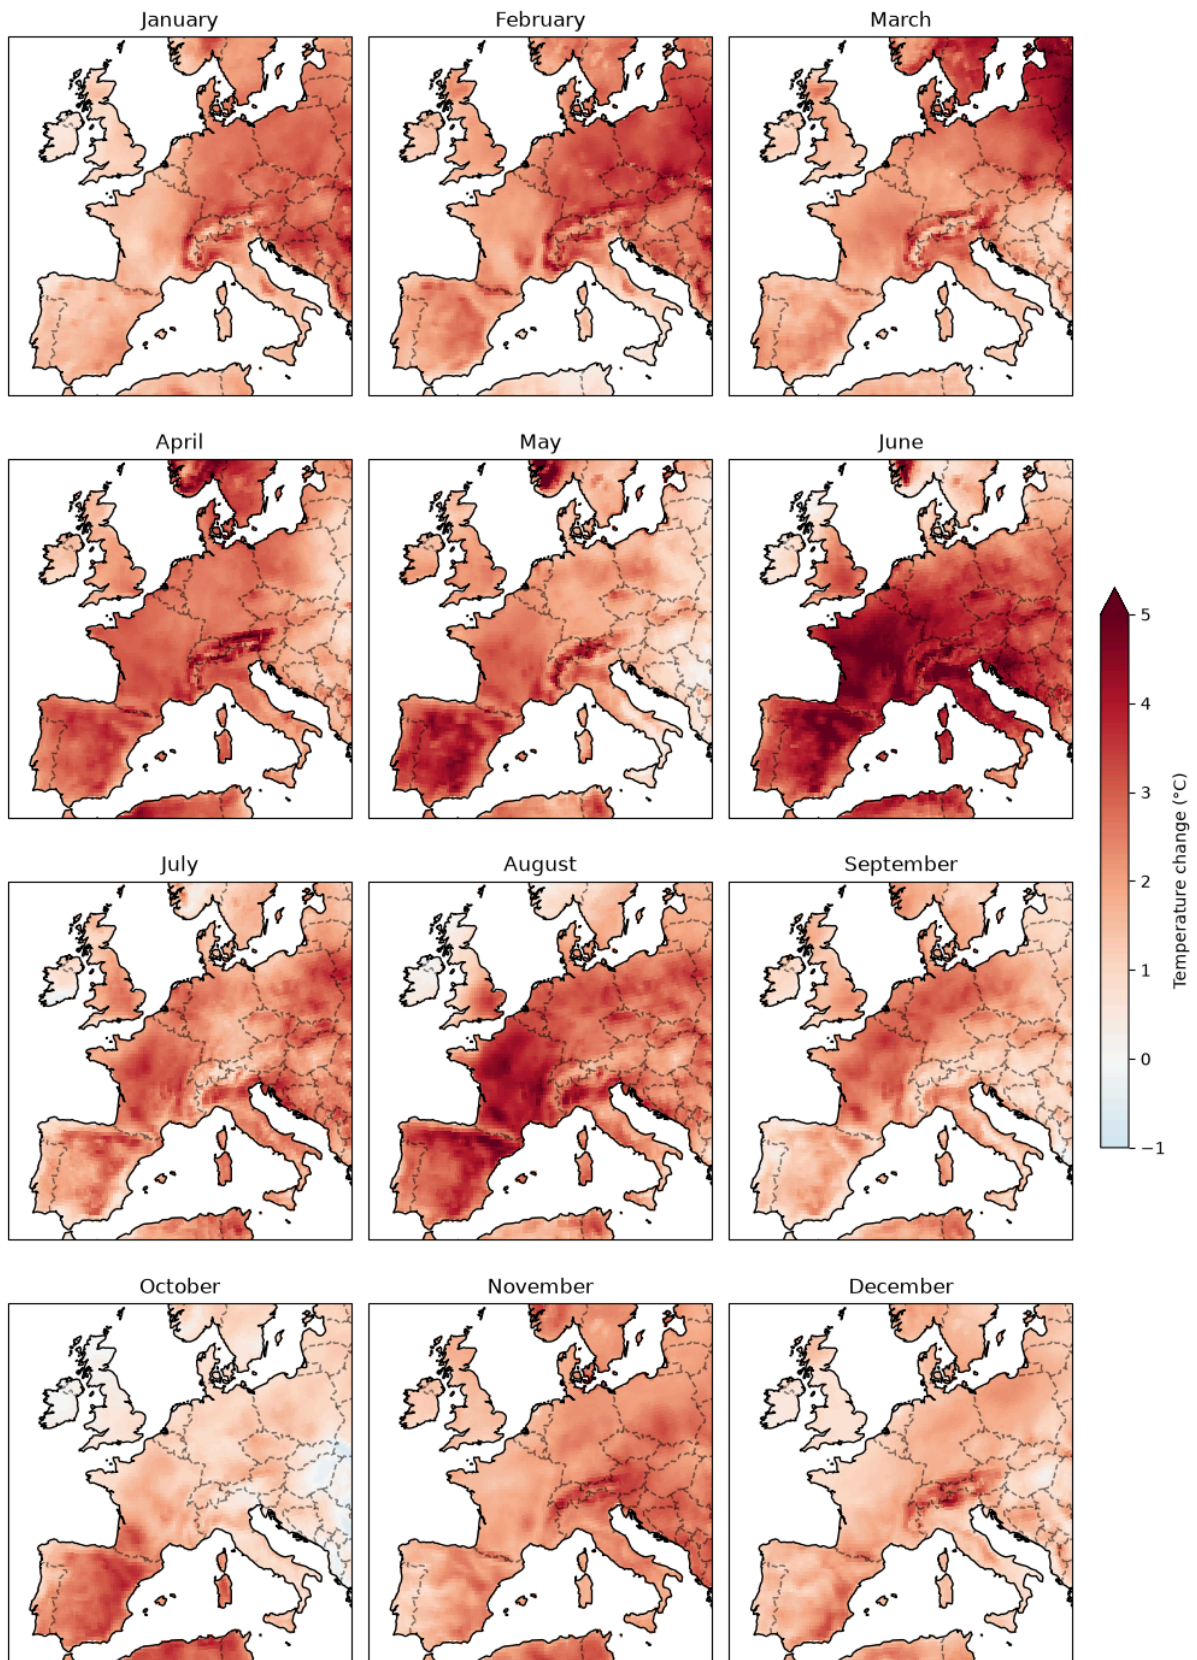 January
February
March
April
May
June
July
August
September
October
November
December
5
4
3
2
1
0
−1
Temperature change (°C)